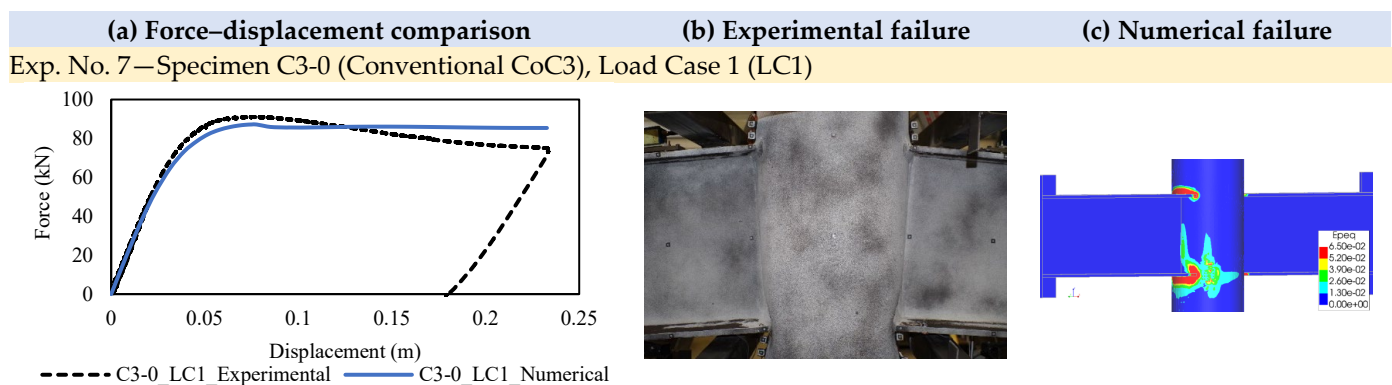 (a) Force–displacement comparison (b) Experimental failure (c) Numerical failure
Exp. No. 7—Specimen C3-0 (Conventional CoC3), Load Case 1 (LC1)
100
80
60
40
20
0
Force (kN)
0 0.05 0.1 0.15 0.2 0.25
Displacement (m)
C3-0_LC1_Experimental C3-0_LC1_Numerical
Epeq
6.50e-02
5.20e-02
3.90e-02
2.60e-02
1.30e-02
0.00e+00